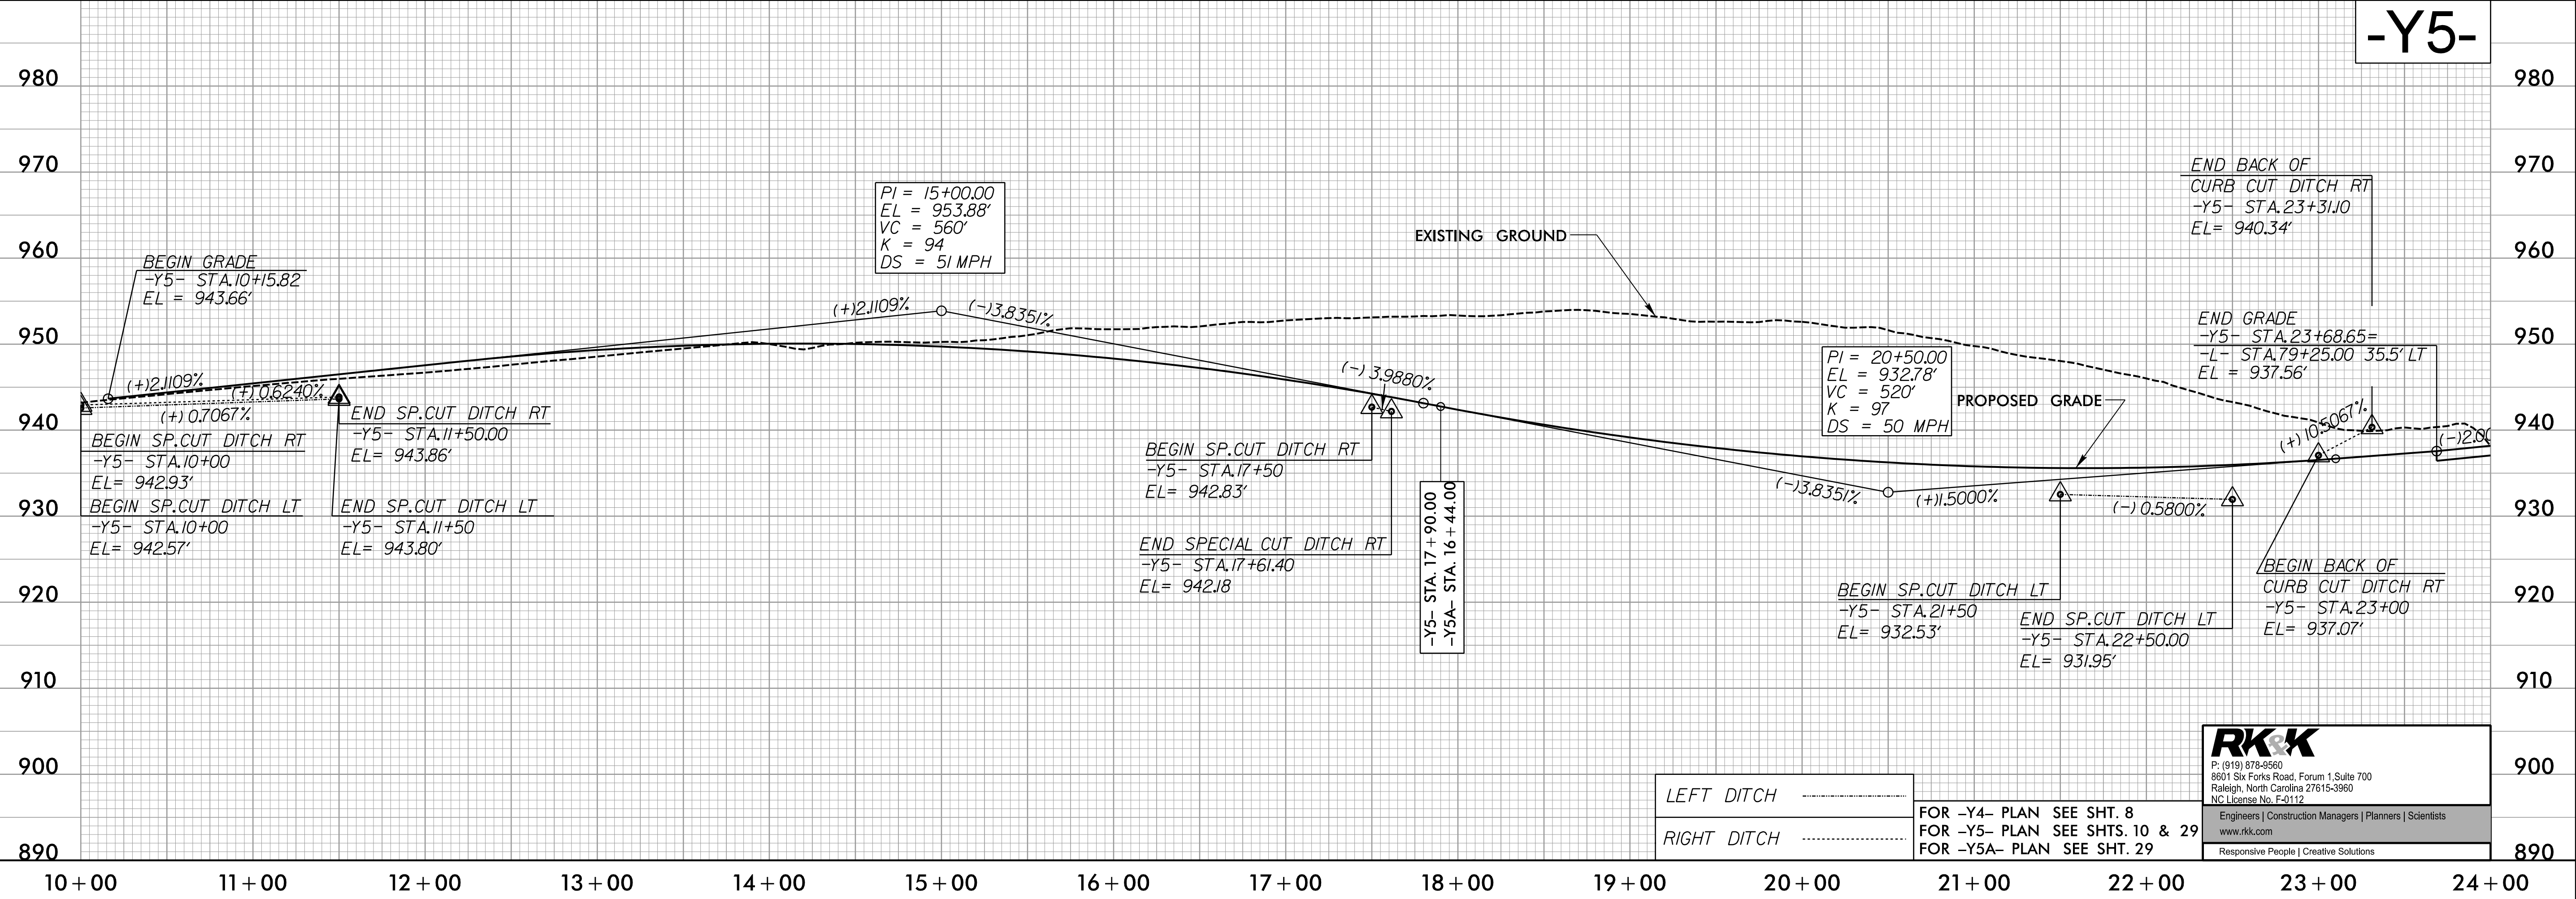 -Y5-
980
980
970
970
960
960
950
950
940
940
930
930
920
920
910
910
900
900
890
890
BEGIN GRADE
-Y5- STA.10+15.82
EL = 943.66'
(+)2.1109%
(+)0.6240%
(+) 0.7067%
BEGIN SP.CUT DITCH RT
-Y5- STA.10+00
EL= 942.93'
BEGIN SP.CUT DITCH LT
-Y5- STA.10+00
EL= 942.57'
END SP.CUT DITCH RT
-Y5- STA.11+50.00
EL= 943.86'
END SP.CUT DITCH LT
-Y5- STA.11+50
EL= 943.80'
PI = 15+00.00
EL = 953.88'
VC = 560'
K = 94
DS = 51 MPH
(+)2.1109%
(-)3.8351%
EXISTING GROUND
(-) 3.9880%
BEGIN SP.CUT DITCH RT
-Y5- STA.17+50
EL= 942.83'
END SPECIAL CUT DITCH RT
-Y5- STA.17+61.40
EL= 942.18
-Y5- STA. 17+90.00
-Y5A- STA. 16+44.00
PI = 20+50.00
EL = 932.78'
VC = 520'
K = 97
DS = 50 MPH
PROPOSED GRADE
(-)3.8351%
(+)1.5000%
(-) 0.5800%
BEGIN SP.CUT DITCH LT
-Y5- STA.21+50
EL= 932.53'
END SP.CUT DITCH LT
-Y5- STA.22+50.00
EL= 931.95'
END BACK OF
CURB CUT DITCH RT
-Y5- STA.23+31.10
EL= 940.34'
END GRADE
-Y5- STA.23+68.65=
-L- STA.79+25.00 35.5' LT
EL = 937.56'
(+) 10.5067%
(-)2.00
BEGIN BACK OF
CURB CUT DITCH RT
-Y5- STA.23+00
EL= 937.07'
LEFT DITCH
RIGHT DITCH
FOR -Y4- PLAN SEE SHT. 8
FOR -Y5- PLAN SEE SHTS. 10 & 29
FOR -Y5A- PLAN SEE SHT. 29
RK&K
P: (919) 878-9560
8601 Six Forks Road, Forum 1,Suite 700
Raleigh, North Carolina 27615-3960
NC License No. F-0112
Engineers | Construction Managers | Planners | Scientists
www.rkk.com
Responsive People | Creative Solutions
10+00
11+00
12+00
13+00
14+00
15+00
16+00
17+00
18+00
19+00
20+00
21+00
22+00
23+00
24+00